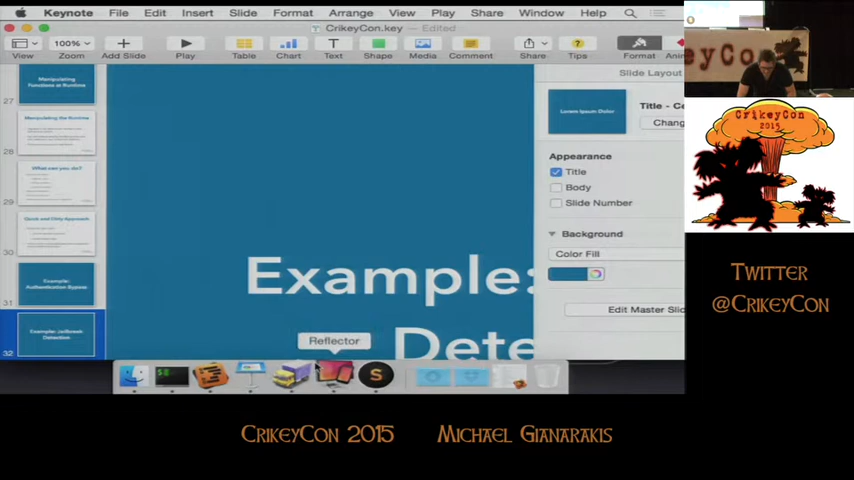 Keynote File Edit Insert Slide Format Arrange View Play Share Window Help
CrikeyCon.key — Edited
100%
View Zoom Add Slide Play Table Chart Text Shape Media Comment Share Tips Format
Slide Layout
Manipulating
Functions at Runtime
27
Manipulating the Runtime
28
What can you do?
29
Quick and Dirty Approach
30
Example:
Authentication Bypass
31
Example: Jailbreak
Detection
32
Example:
Dete
Lorem Ipsum Dolor
Title - Ce
Chang
Appearance
Title
Body
Slide Number
Background
Color Fill
Edit Master Slid
Reflector
S
eyCon
CrikeyCon
2015
Twitter
@CrikeyCon
CrikeyCon 2015 Michael Gianarakis